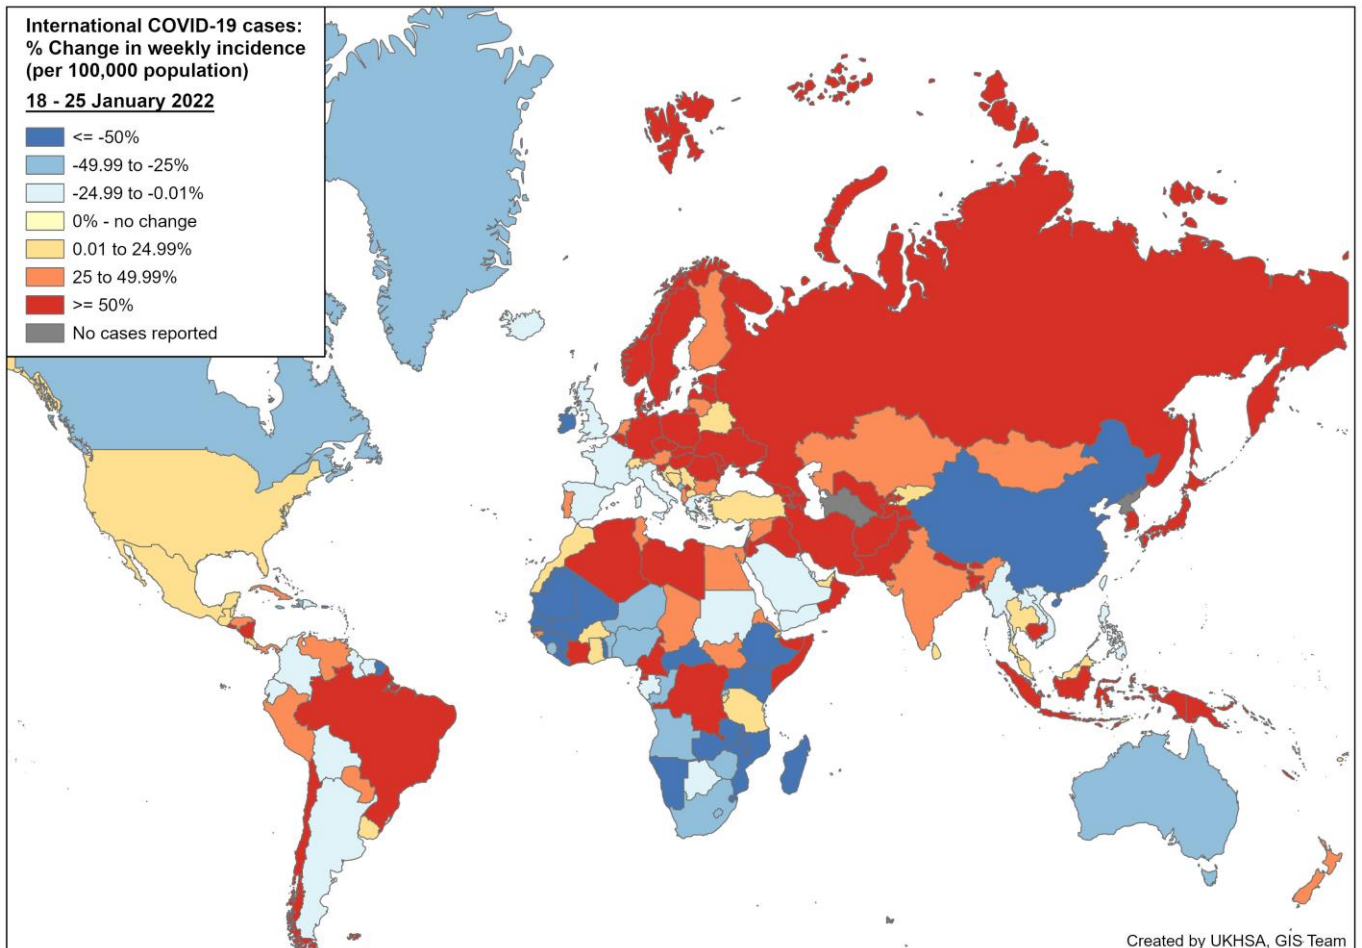 International COVID-19 cases:
% Change in weekly incidence
(per 100,000 population)
18 - 25 January 2022
<= -50%
-49.99 to -25%
-24.99 to -0.01%
0% - no change
0.01 to 24.99%
25 to 49.99%
>= 50%
No cases reported
Created by UKHSA, GIS Team